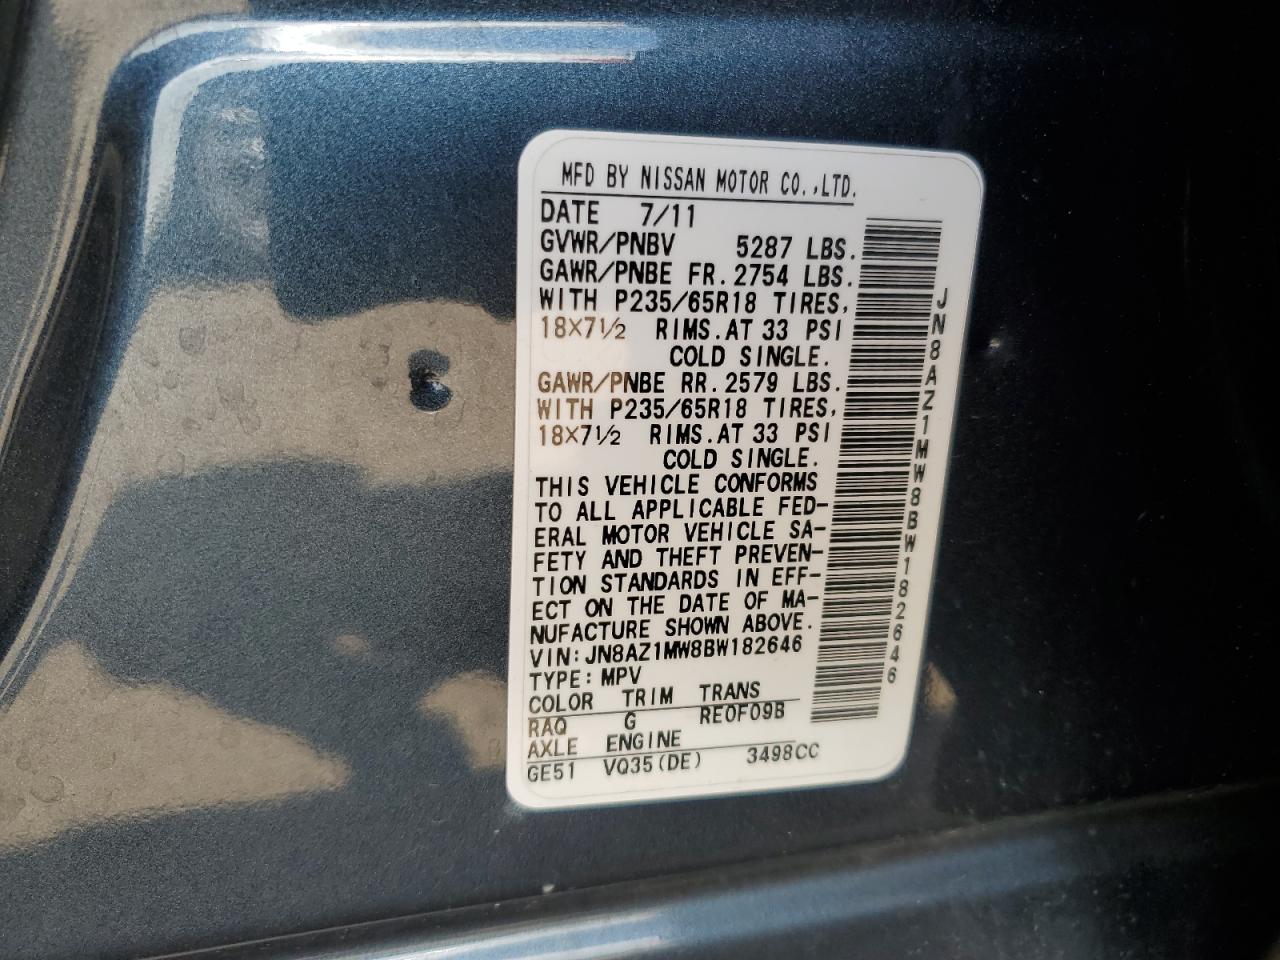 MFD BY NISSAN MOTOR CO.,LTD.
DATE 7/11
GVWR/PNBV 5287 LBS.
GAWR/PNBE FR.2754 LBS.
WITH P235/65R18 TIRES,
18×7½ RIMS.AT 33 PSI
COLD SINGLE.
GAWR/PNBE RR.2579 LBS.
WITH P235/65R18 TIRES,
18×7½ RIMS.AT 33 PSI
COLD SINGLE.
THIS VEHICLE CONFORMS
TO ALL APPLICABLE FED-
ERAL MOTOR VEHICLE SA-
FETY AND THEFT PREVEN-
TION STANDARDS IN EFF-
ECT ON THE DATE OF MA-
NUFACTURE SHOWN ABOVE.
VIN:JN8AZ1MW8BW182646
TYPE:MPV
COLOR TRIM TRANS
RAQ G RE0F09B
AXLE ENGINE
GE51 VQ35(DE) 3498CC
JN8AZ1MW8BW182646